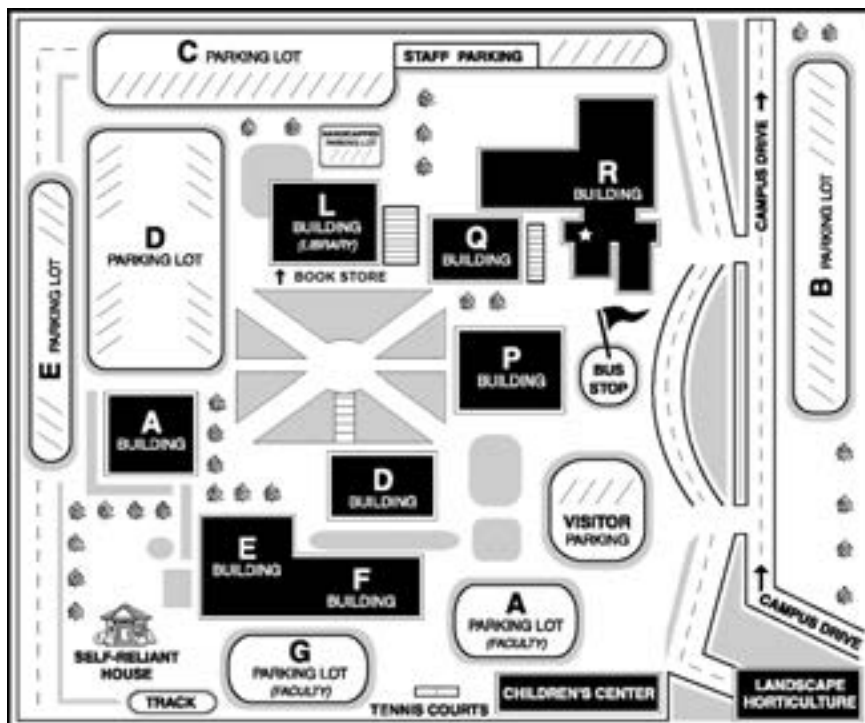 C PARKING LOT
STAFF PARKING
HANDICAPPED
PARKING LOT
L
BUILDING
(LIBRARY)
↑ BOOK STORE
Q
BUILDING
R
BUILDING
CAMPUS DRIVE
B PARKING LOT
D
PARKING LOT
E PARKING LOT
P
BUILDING
BUS
STOP
A
BUILDING
D
BUILDING
VISITOR
PARKING
E
BUILDING
F
BUILDING
A
PARKING LOT
(FACULTY)
CAMPUS DRIVE
SELF-RELIANT
HOUSE
G
PARKING LOT
(FACULTY)
TRACK
TENNIS COURTS
CHILDREN'S CENTER
LANDSCAPE
HORTICULTURE